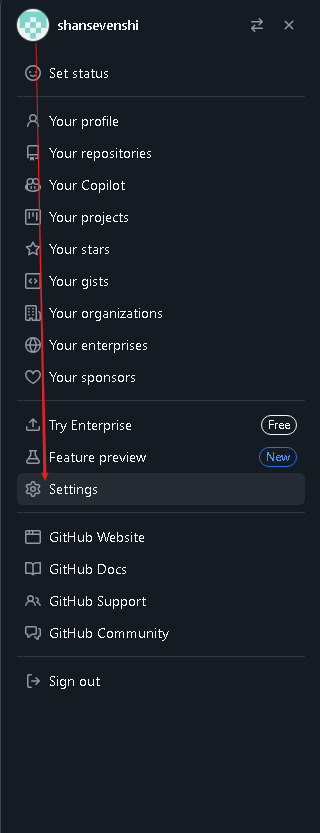 shansevenshi
Set status
Your profile
Your repositories
Your Copilot
Your projects
Your stars
Your gists
Your organizations
Your enterprises
Your sponsors
Try Enterprise Free
Feature preview New
Settings
GitHub Website
GitHub Docs
GitHub Support
GitHub Community
Sign out